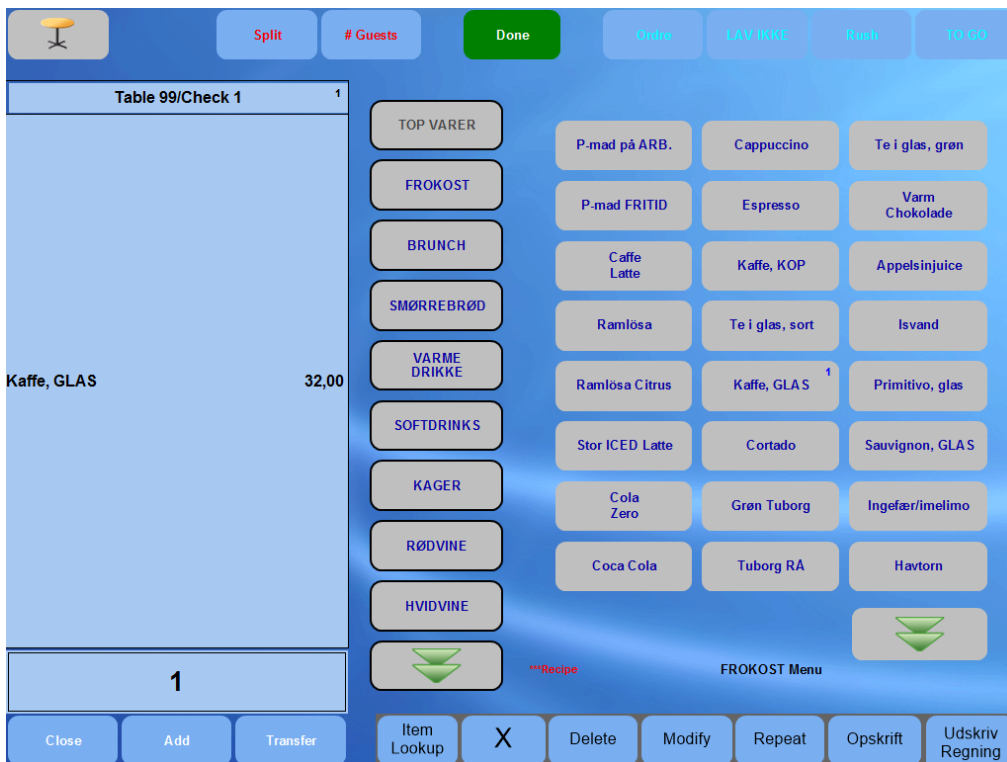 Split
# Guests
Done
Ordre
LAV IKKE
Rush
TO GO
Table 99/Check 1
1
Kaffe, GLAS 32,00
1
TOP VARER
FROKOST
BRUNCH
SMØRREBRØD
VARME
DRIKKE
SOFTDRINKS
KAGER
RØDVINE
HVIDVINE
P-mad på ARB.
Cappuccino
Te i glas, grøn
P-mad FRITID
Espresso
Varm
Chokolade
Caffe
Latte
Kaffe, KOP
Appelsinjuice
Ramlösa
Te i glas, sort
Isvand
Ramlösa Citrus
Kaffe, GLAS
1
Primitivo, glas
Stor ICED Latte
Cortado
Sauvignon, GLAS
Cola
Zero
Grøn Tuborg
Ingefær/imelimo
Coca Cola
Tuborg RÅ
Havtorn
***Recipe
FROKOST Menu
Close
Add
Transfer
Item
Lookup
X
Delete
Modify
Repeat
Opskrift
Udskriv
Regning